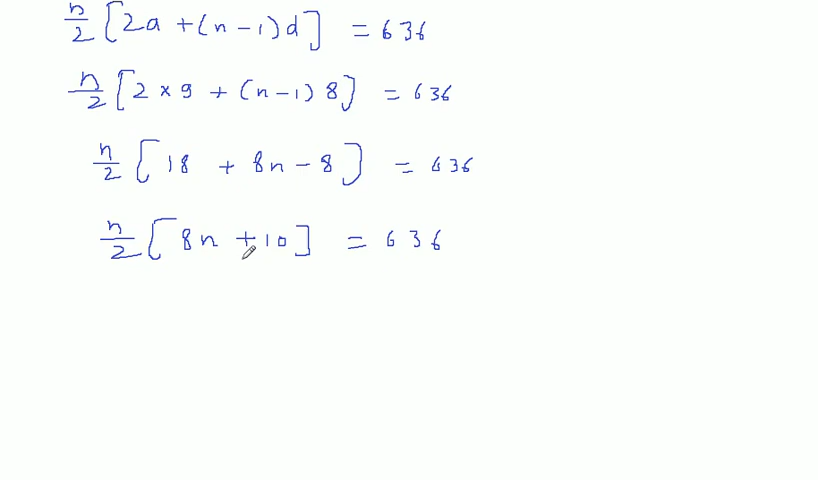 n/2 [2a + (n - 1) d] = 636
n/2 [2 × 9 + (n - 1) 8] = 636
n/2 [18 + 8n - 8] = 636
n/2 [8n + 10] = 636